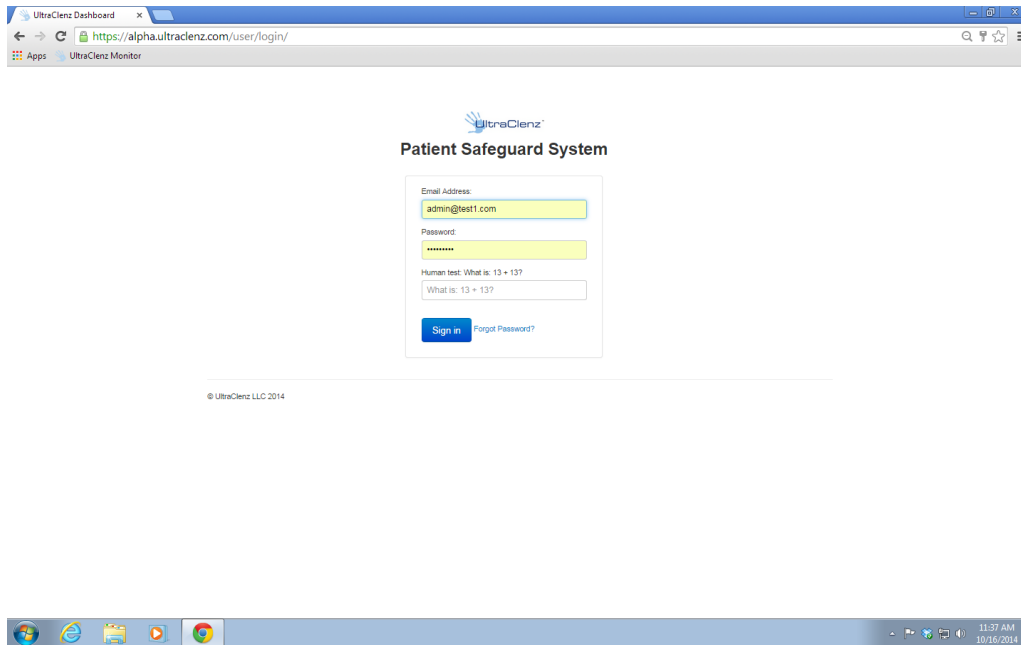 UltraClenz Dashboard
https://alpha.ultraclenz.com/user/login/
Apps UltraClenz Monitor
UltraClenz
Patient Safeguard System
Email Address:
admin@test1.com
Password:
•••••••••
Human test: What is: 13 + 13?
What is: 13 + 13?
Sign in Forgot Password?
© UltraClenz LLC 2014
11:37 AM
10/16/2014